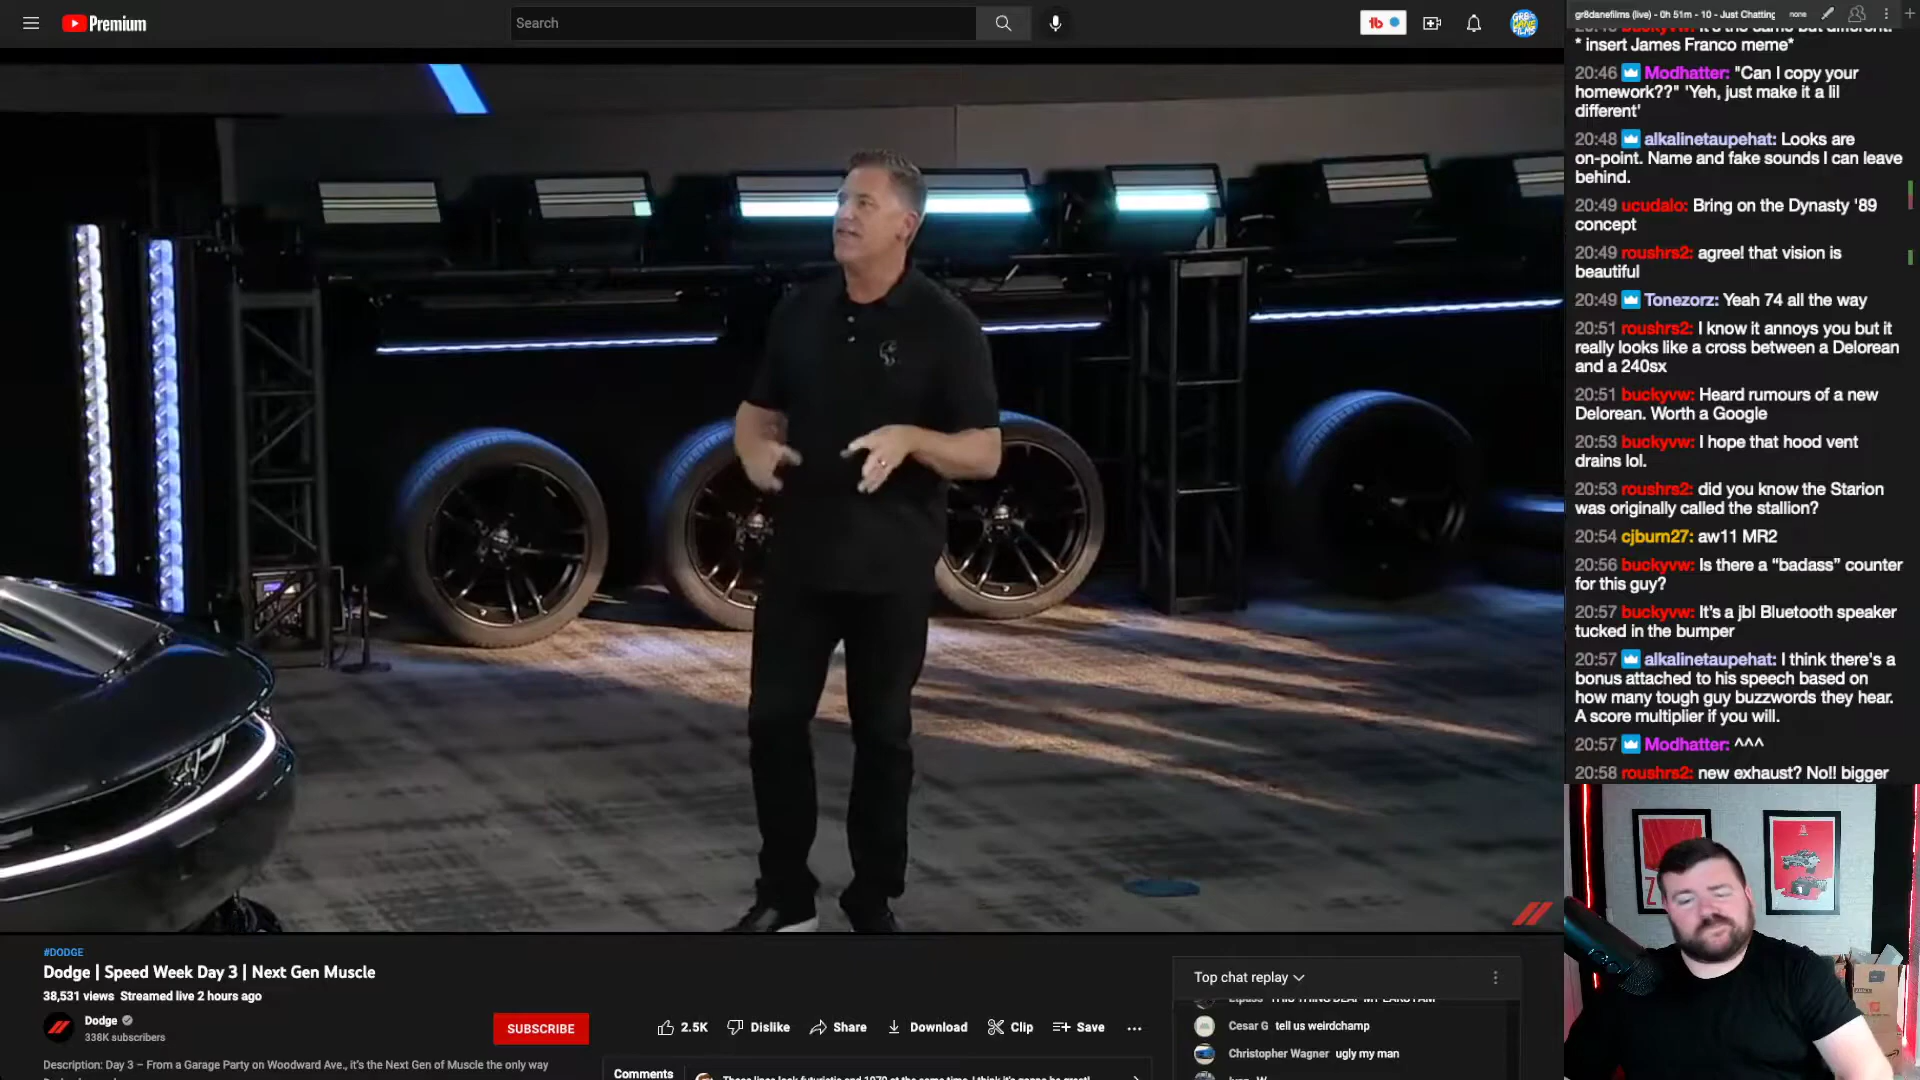 Premium
Search
gr8danefilms (live) - 0h 51m - 10 - Just Chatting
none
* insert James Franco meme*
20:46 Modhatter: "Can I copy your
homework??" 'Yeh, just make it a lil
different'
20:48 alkalinetaupehat: Looks are
on-point. Name and fake sounds I can leave
behind.
20:49 ucudalo: Bring on the Dynasty '89
concept
20:49 roushrs2: agree! that vision is
beautiful
20:49 Tonezorz: Yeah 74 all the way
20:51 roushrs2: I know it annoys you but it
really looks like a cross between a Delorean
and a 240sx
20:51 buckyvw: Heard rumours of a new
Delorean. Worth a Google
20:53 buckyvw: I hope that hood vent
drains lol.
20:53 roushrs2: did you know the Starion
was originally called the stallion?
20:54 cjburn27: aw11 MR2
20:56 buckyvw: Is there a “badass” counter
for this guy?
20:57 buckyvw: It’s a jbl Bluetooth speaker
tucked in the bumper
20:57 alkalinetaupehat: I think there's a
bonus attached to his speech based on
how many tough guy buzzwords they hear.
A score multiplier if you will.
20:57 Modhatter: ^^^
20:58 roushrs2: new exhaust? No!! bigger
#DODGE
Dodge | Speed Week Day 3 | Next Gen Muscle
38,531 views Streamed live 2 hours ago
Dodge
338K subscribers
SUBSCRIBE
2.5K
Dislike
Share
Download
Clip
Save
Description: Day 3 – From a Garage Party on Woodward Ave., it's the Next Gen of Muscle the only way
Comments
Top chat replay
Cesar G tell us weirdchamp
Christopher Wagner ugly my man